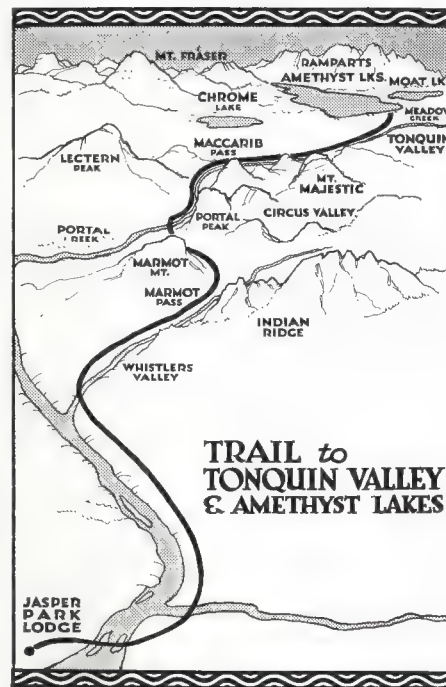 MT. FRASER
RAMPARTS
AMETHYST LKS.
MOAT LK
CHROME
LAKE
MEADOW
CREEK
TONQUIN
VALLEY
MACCARIB
PASS
LECTERN
PEAK
MT.
MAJESTIC
PORTAL
PEAK
CIRCUS VALLEY
PORTAL
CREEK
MARMOT
MT.
MARMOT
PASS
INDIAN
RIDGE
WHISTLERS
VALLEY
TRAIL to
TONQUIN VALLEY
& AMETHYST LAKES
JASPER
PARK
LODGE